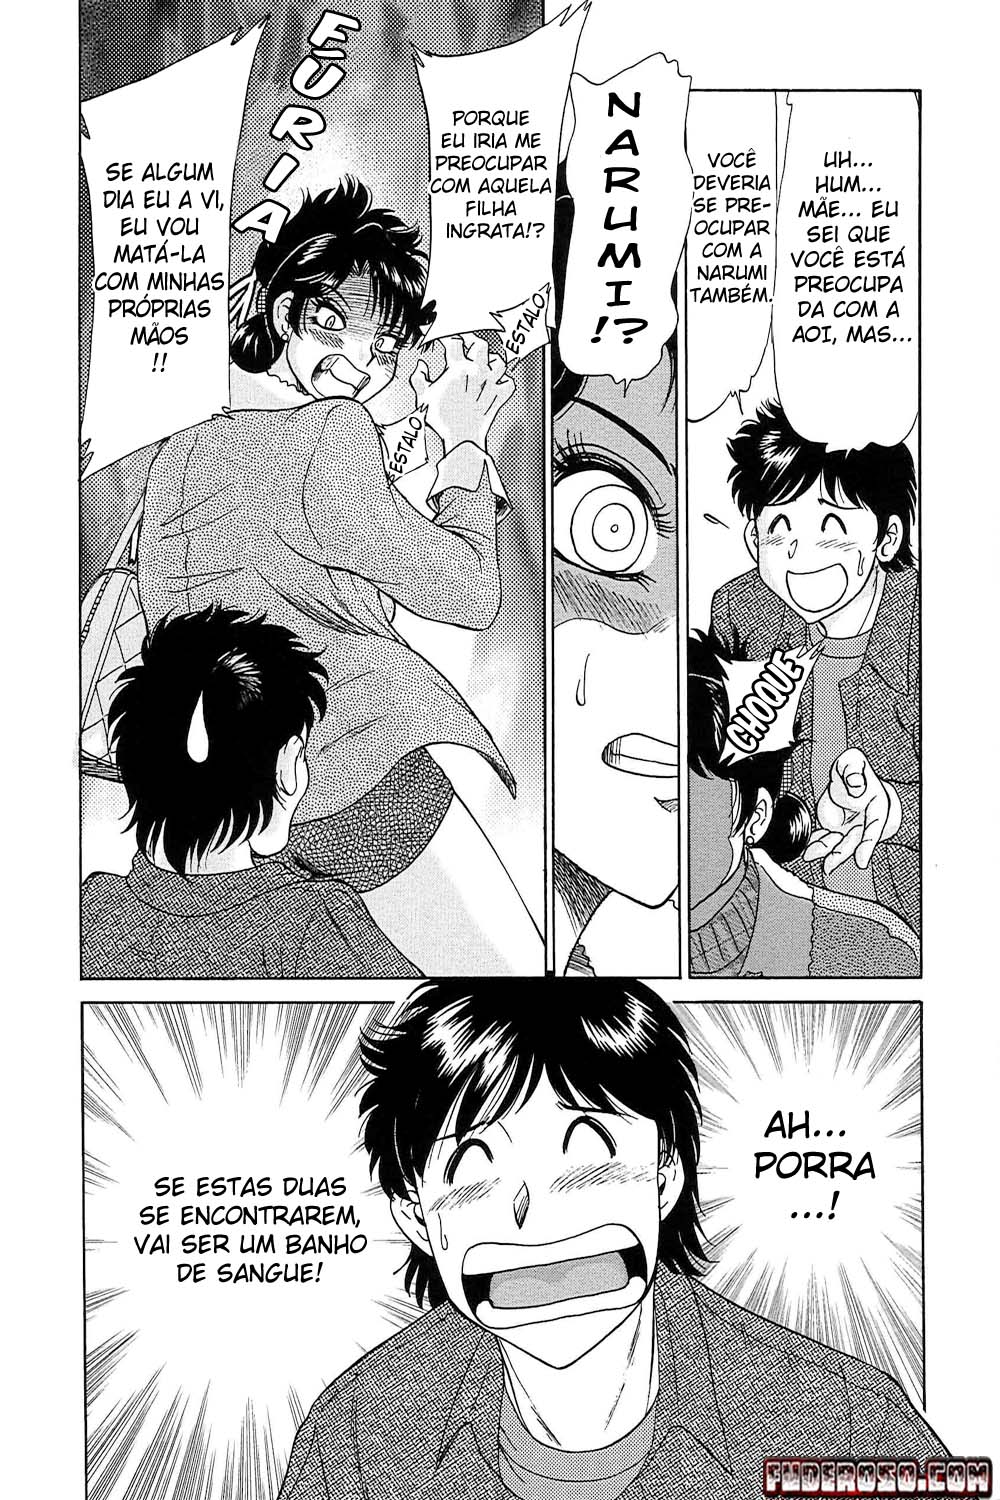 UH...
HUM...
MÃE... EU
SEI QUE
VOCÊ ESTÁ
PREOCUPA
DA COM A
AOI, MAS...
VOCÊ
DEVERIA
SE PRE-
OCUPAR
COM A
NARUMI
TAMBÉM.
CHOQUE
NARUMI!?
PORQUE
EU IRIA ME
PREOCUPAR
COM AQUELA
FILHA
INGRATA!?
ESTALO
ESTALO
FÚRIA
SE ALGUM
DIA EU A VI,
EU VOU
MATÁ-LA
COM MINHAS
PRÓPRIAS
MÃOS
!!
AH...
PORRA
...!
SE ESTAS DUAS
SE ENCONTRAREM,
VAI SER UM BANHO
DE SANGUE!
FUDEROSO.COM